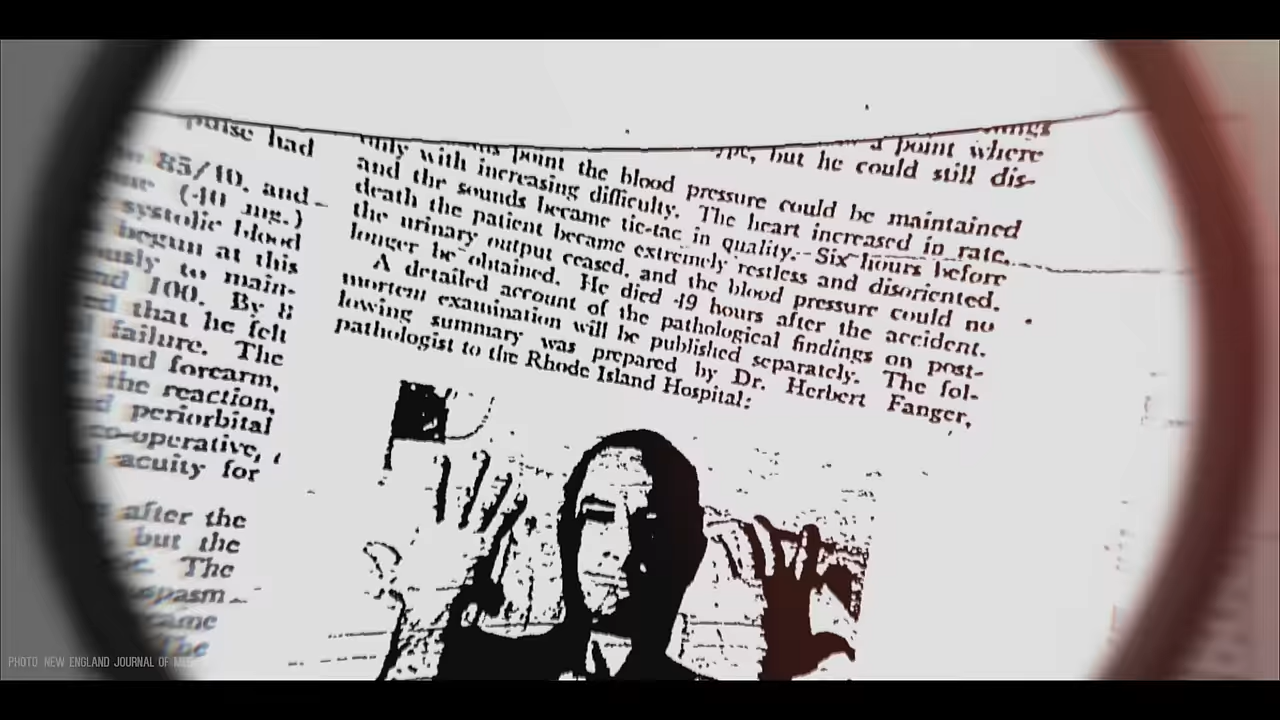 pulse had
85/40, and
(40 mg.)
systolic blood
begun at this
to main-
100. By 8
that he felt
failure. The
and forearm,
the reaction,
periorbital
co-operative,
acuity for
after the
but the
The
spasm
The
a point where
but he could still dis-
point the blood pressure could be maintained
only with increasing difficulty. The heart increased in rate,
and the sounds became tic-tac in quality. Six hours before
death the patient became extremely restless and disoriented,
the urinary output ceased, and the blood pressure could no
longer be obtained. He died 49 hours after the accident.
A detailed account of the pathological findings on post-
mortem examination will be published separately. The fol-
lowing summary was prepared by Dr. Herbert Fanger,
pathologist to the Rhode Island Hospital:
PHOTO NEW ENGLAND JOURNAL OF